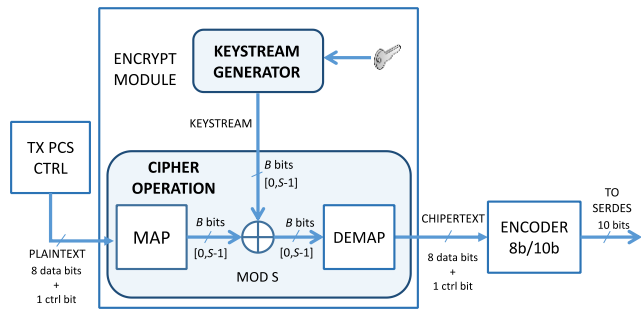 ENCRYPT
MODULE
KEYSTREAM
GENERATOR
KEYSTREAM
TX PCS
CTRL
CIPHER
OPERATION
B bits
[0,S-1]
MAP
B bits
[0,S-1]
B bits
[0,S-1]
DEMAP
MOD S
PLAINTEXT
8 data bits
+
1 ctrl bit
CHIPERTEXT
8 data bits
+
1 ctrl bit
ENCODER
8b/10b
TO
SERDES
10 bits